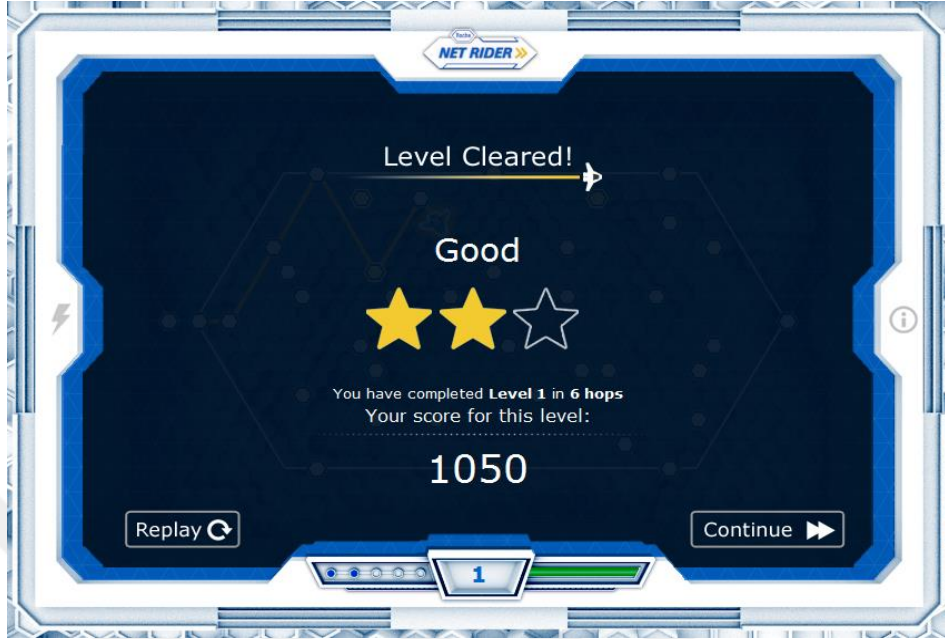 Roche
NET RIDER
Level Cleared!
Good
You have completed Level 1 in 6 hops
Your score for this level:
1050
Replay
Continue
1